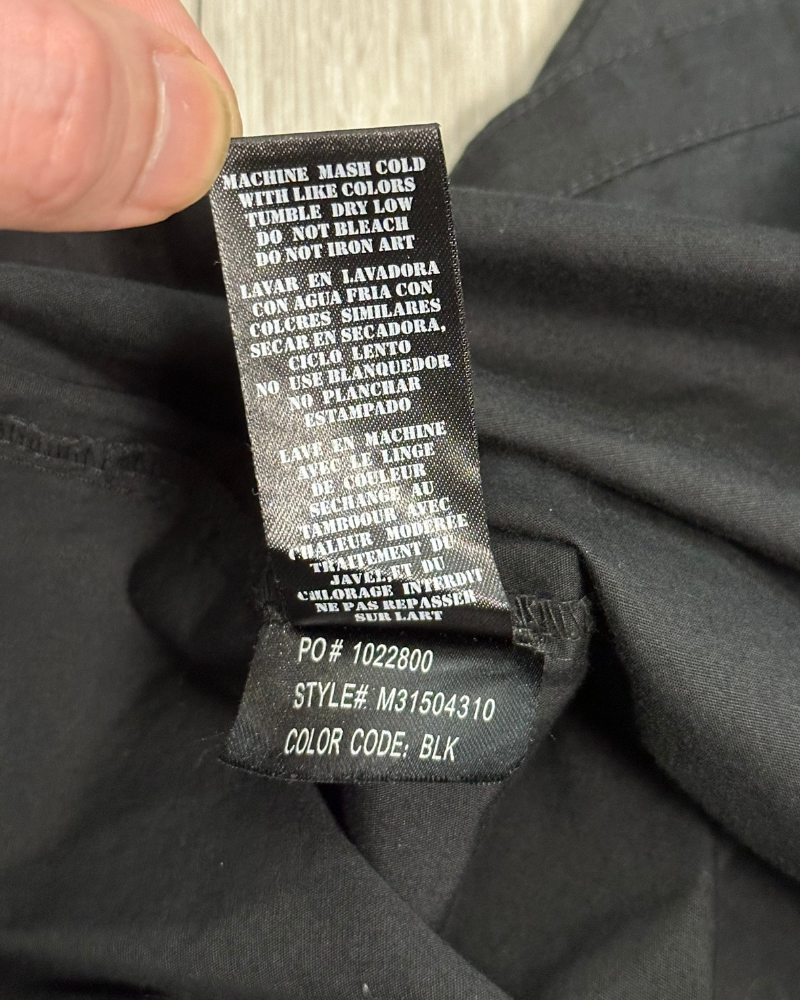 MACHINE MASH COLD
WITH LIKE COLORS
TUMBLE DRY LOW
DO NOT BLEACH
DO NOT IRON ART
LAVAR EN LAVADORA
CON AGUA FRIA CON
COLCRES SIMILARES
SECAR EN SECADORA,
CICLO LENTO
NO USE BLANQUEDOR
NO PLANCHAR
ESTAMPADO
LAVE EN MACHINE
AVEC LE LINGE
DE COULEUR
SECHANGE AU
TAMBOOUR AVEC
CHALEUR MODEREE
TRAITEMENT DE
JAVEL,ET DU
CHLORAGE INTERDIT
NE PAS REPASSER
SUR LART
PO# 1022800
STYLE# M31504310
COLOR CODE: BLK